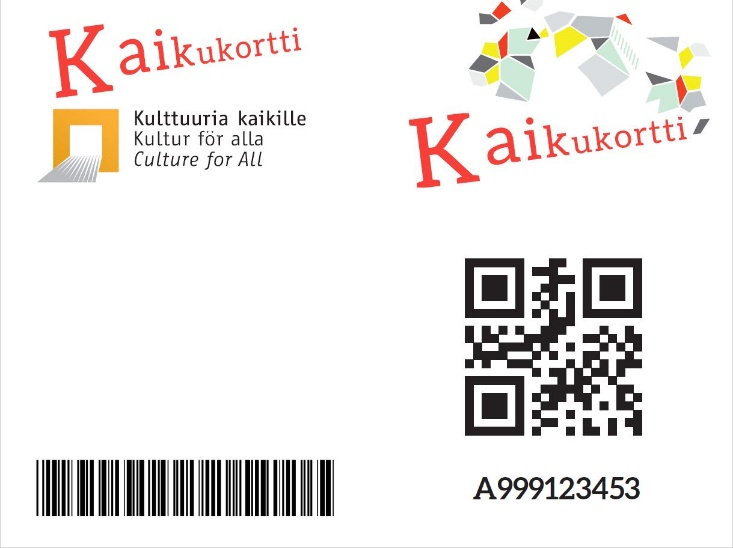 Kaikukortti
Kulttuuria kaikille
Kultur för alla
Culture for All
Kaikukortti
A999123453